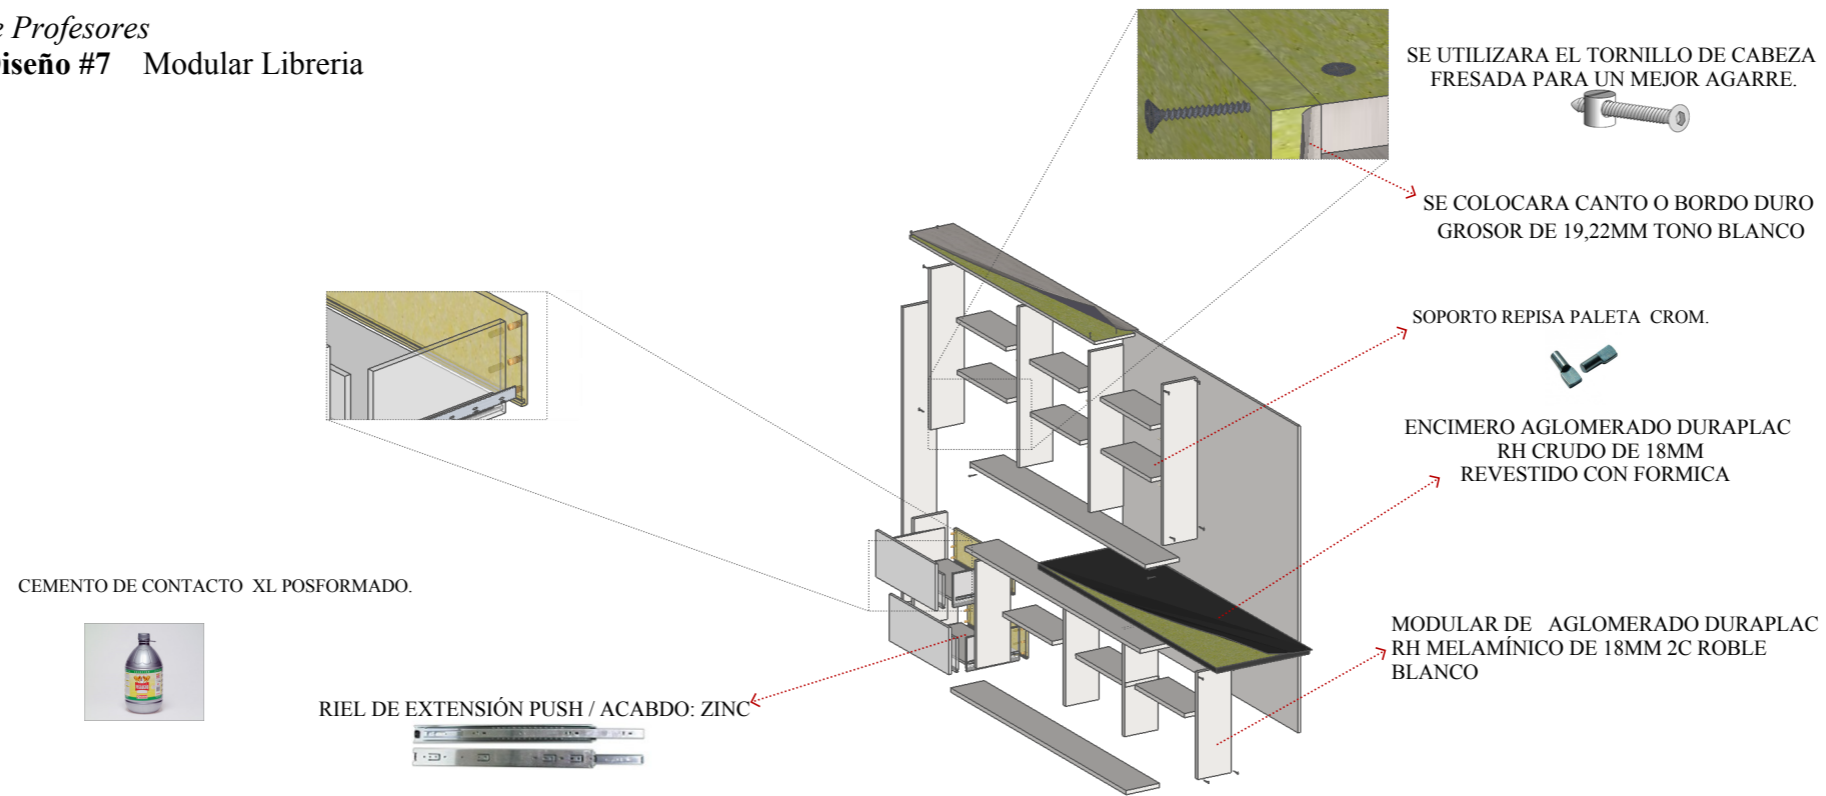 e Profesores
iseño #7 Modular Libreria
SE UTILIZARA EL TORNILLO DE CABEZA
FRESADA PARA UN MEJOR AGARRE.
SE COLOCARA CANTO O BORDO DURO
GROSOR DE 19,22MM TONO BLANCO
SOPORTO REPISA PALETA CROM.
ENCIMERO AGLOMERADO DURAPLAC
RH CRUDO DE 18MM
REVESTIDO CON FORMICA
CEMENTO DE CONTACTO XL POSFORMADO.
MODULAR DE AGLOMERADO DURAPLAC
RH MELAMÍNICO DE 18MM 2C ROBLE
BLANCO
RIEL DE EXTENSIÓN PUSH / ACABDO: ZINC